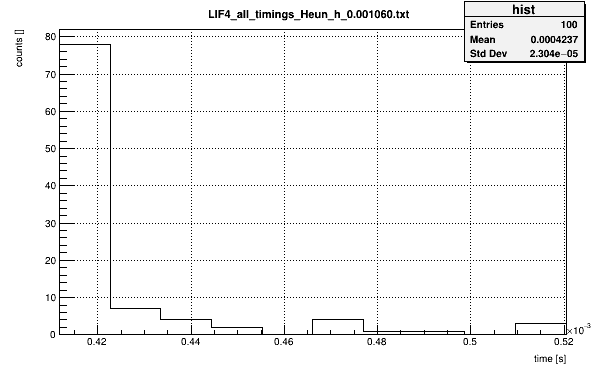 LIF4_all_timings_Heun_h_0.001060.txt
hist
Entries 100
Mean 0.0004237
Std Dev 2.304e−05
counts []
80
70
60
50
40
30
20
10
0
0.42 0.44 0.46 0.48 0.5 0.52
×10⁻³
time [s]